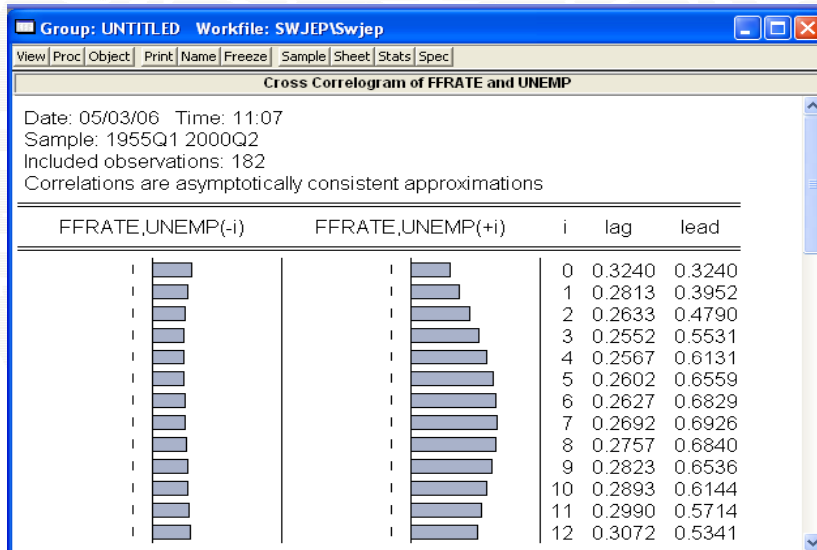 Group: UNTITLED Workfile: SWJEP\Swjep
View Proc Object Print Name Freeze Sample Sheet Stats Spec
Cross Correlogram of FFRATE and UNEMP
Date: 05/03/06 Time: 11:07
Sample: 1955Q1 2000Q2
Included observations: 182
Correlations are asymptotically consistent approximations
FFRATE,UNEMP(-i) FFRATE,UNEMP(+i) i lag lead
0 0.3240 0.3240
1 0.2813 0.3952
2 0.2633 0.4790
3 0.2552 0.5531
4 0.2567 0.6131
5 0.2602 0.6559
6 0.2627 0.6829
7 0.2692 0.6926
8 0.2757 0.6840
9 0.2823 0.6536
10 0.2893 0.6144
11 0.2990 0.5714
12 0.3072 0.5341